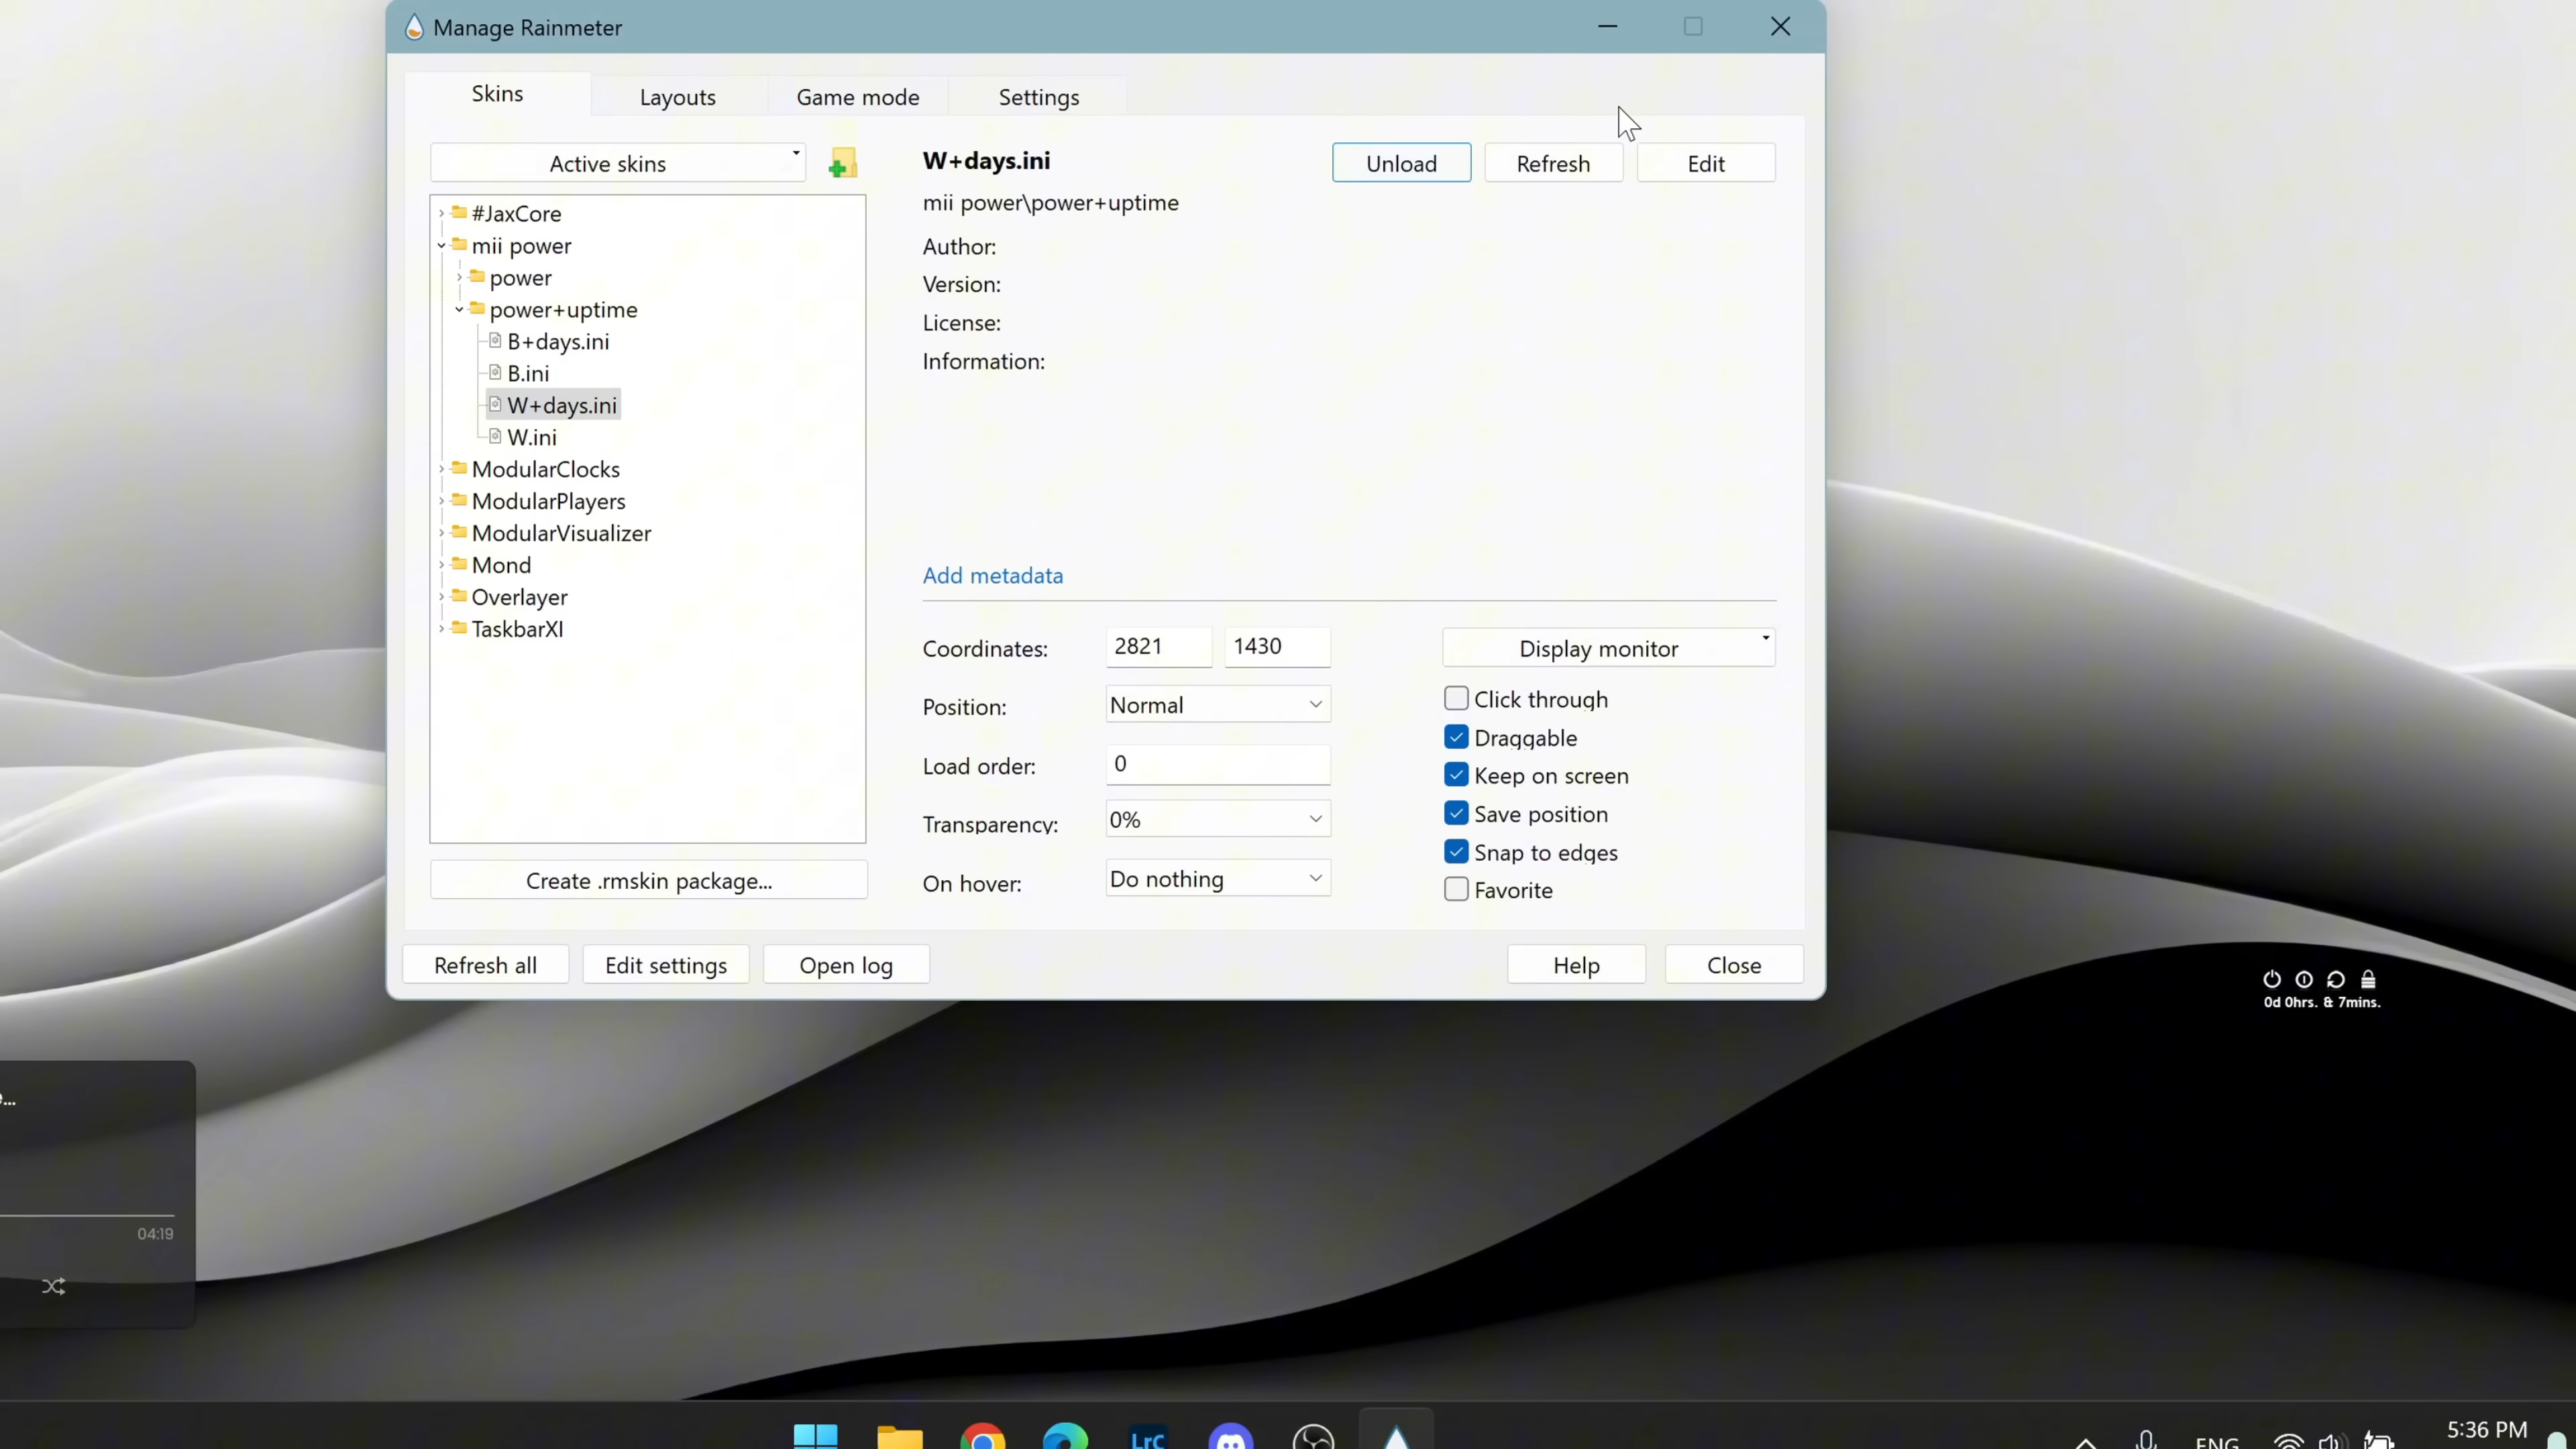 Manage Rainmeter
Skins
Layouts
Game mode
Settings
Active skins
#JaxCore
mii power
power
power+uptime
B+days.ini
B.ini
W+days.ini
W.ini
ModularClocks
ModularPlayers
ModularVisualizer
Mond
Overlayer
TaskbarXI
Create .rmskin package...
W+days.ini
Unload
Refresh
Edit
mii power\power+uptime
Author:
Version:
License:
Information:
Add metadata
Coordinates:
2821
1430
Display monitor
Position:
Normal
Load order:
0
Transparency:
0%
On hover:
Do nothing
Click through
Draggable
Keep on screen
Save position
Snap to edges
Favorite
Refresh all
Edit settings
Open log
Help
Close
0d 0hrs. & 7mins.
04:19
LrC
ENG
5:36 PM